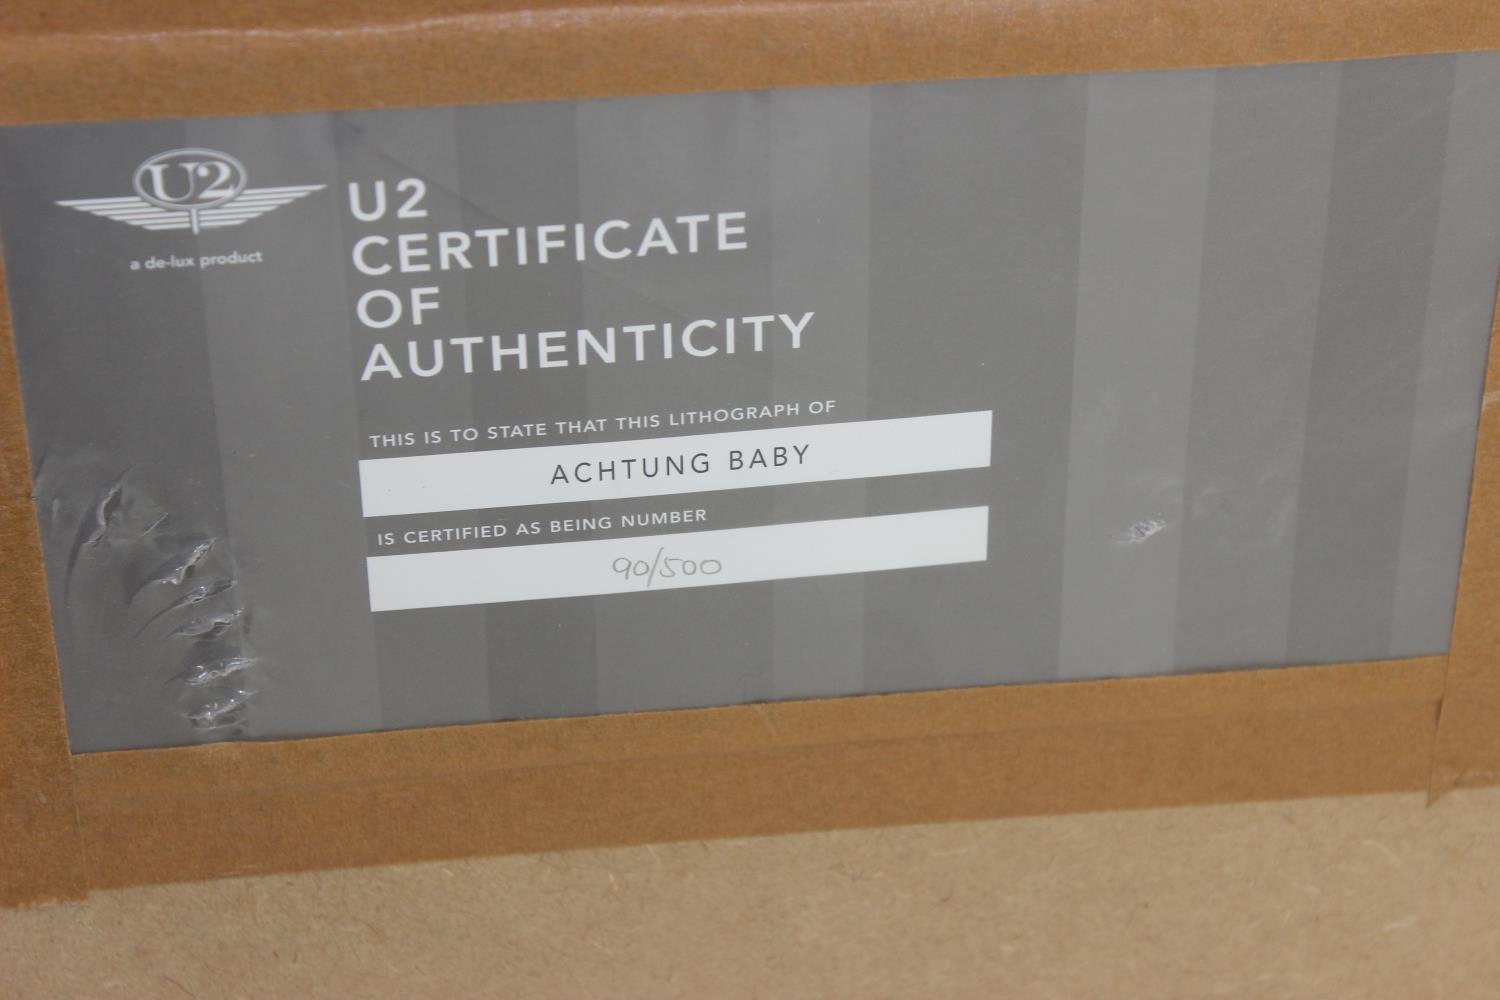 U2
a de-lux product
U2
CERTIFICATE
OF
AUTHENTICITY
THIS IS TO STATE THAT THIS LITHOGRAPH OF
ACHTUNG BABY
IS CERTIFIED AS BEING NUMBER
90/500